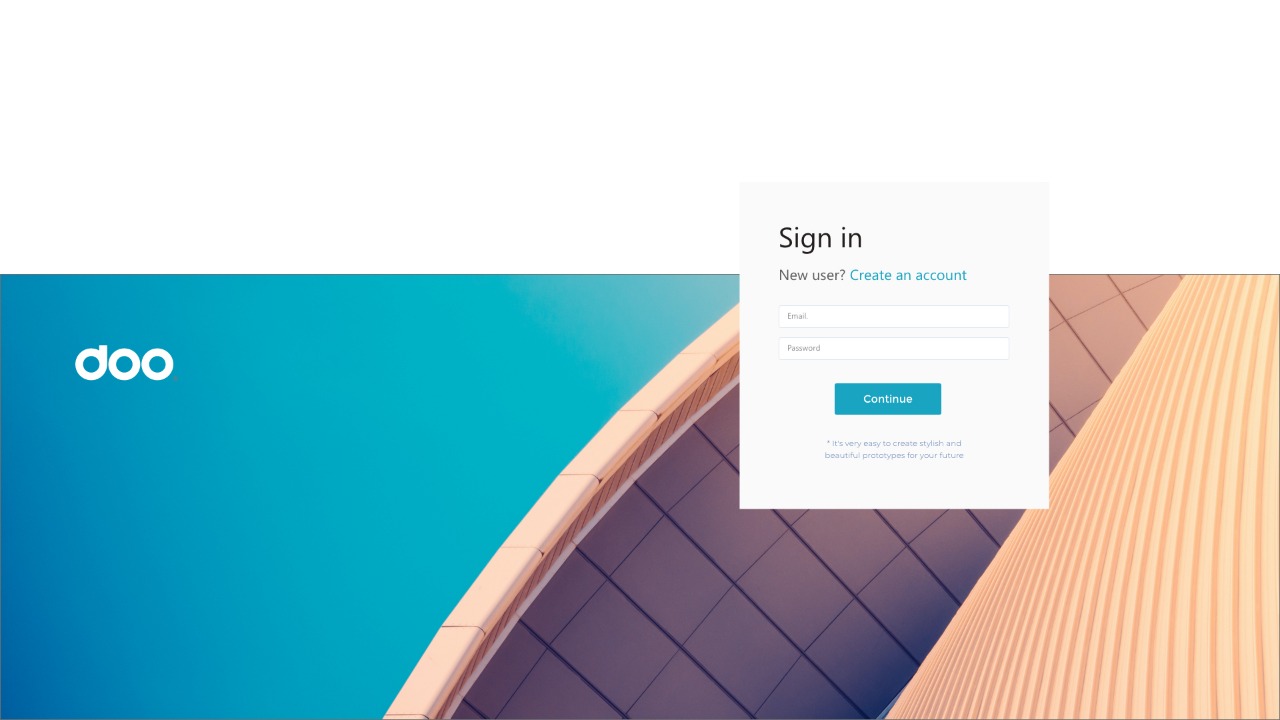 Sign in
New user? Create an account
Email
Password
doo
Continue
* It's very easy to create stylish and
beautiful prototypes for your future